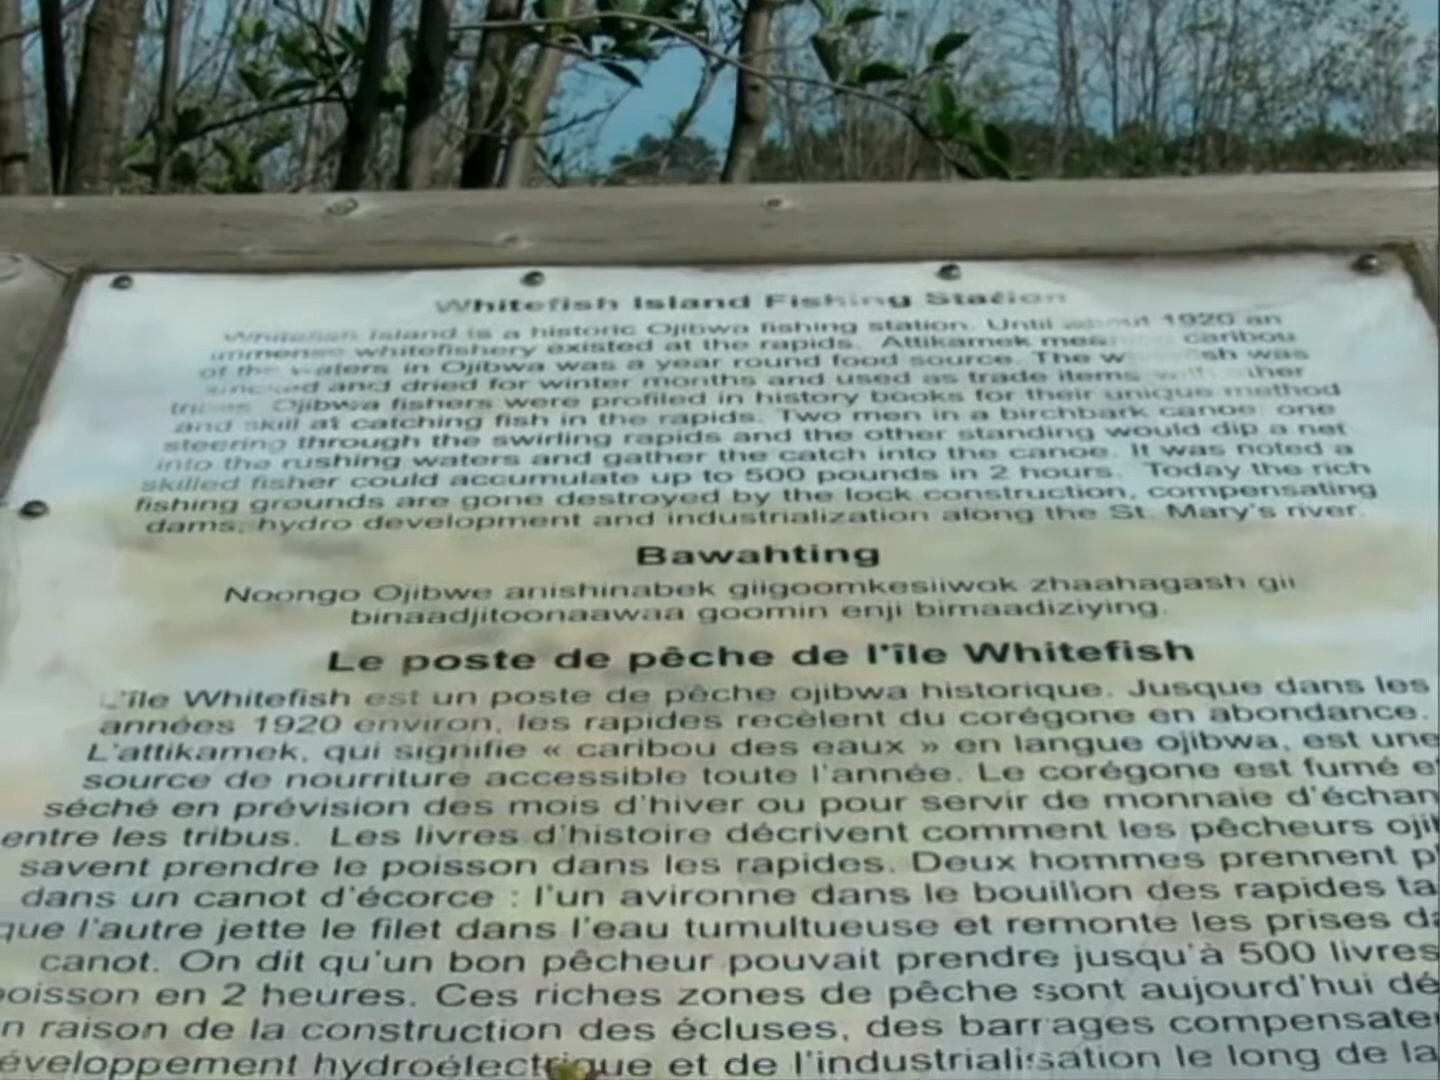 Whitefish Island Fishing Station
Whitefish Island is a historic Ojibwa fishing station. Until about 1920 an
immense whitefishery existed at the rapids. Attikamek caribou
of the waters in Ojibwa was a year round food source. The was
smoked and dried for winter months and used as trade items with other
tribes. Ojibwa fishers were profiled in history books for their unique method
and skill at catching fish in the rapids. Two men in a birchbark canoe: one
steering through the swirling rapids and the other standing would dip a net
into the rushing waters and gather the catch into the canoe. It was noted a
skilled fisher could accumulate up to 500 pounds in 2 hours. Today the rich
fishing grounds are gone destroyed by the lock construction, compensating
dams, hydro development and industrialization along the St. Mary's river.
Bawahting
Noongo Ojibwe anishinabek giigoomkesiiwok zhaahagash gii
binaadjitoonaawaa goomin enji bimaadiziying.
Le poste de pêche de l'île Whitefish
L'île Whitefish est un poste de pêche ojibwa historique. Jusque dans les
années 1920 environ, les rapides recèlent du corégone en abondance.
L'attikamek, qui signifie « caribou des eaux » en langue ojibwa, est une
source de nourriture accessible toute l'année. Le corégone est fumé et
séché en prévision des mois d'hiver ou pour servir de monnaie d'échan
entre les tribus. Les livres d'histoire décrivent comment les pêcheurs ojib
savent prendre le poisson dans les rapides. Deux hommes prennent p
dans un canot d'écorce : l'un avironne dans le bouillon des rapides ta
que l'autre jette le filet dans l'eau tumultueuse et remonte les prises da
canot. On dit qu'un bon pêcheur pouvait prendre jusqu'à 500 livres
poisson en 2 heures. Ces riches zones de pêche sont aujourd'hui dé
n raison de la construction des écluses, des barrages compensate
éveloppement hydroélectrique et de l'industrialisation le long de la